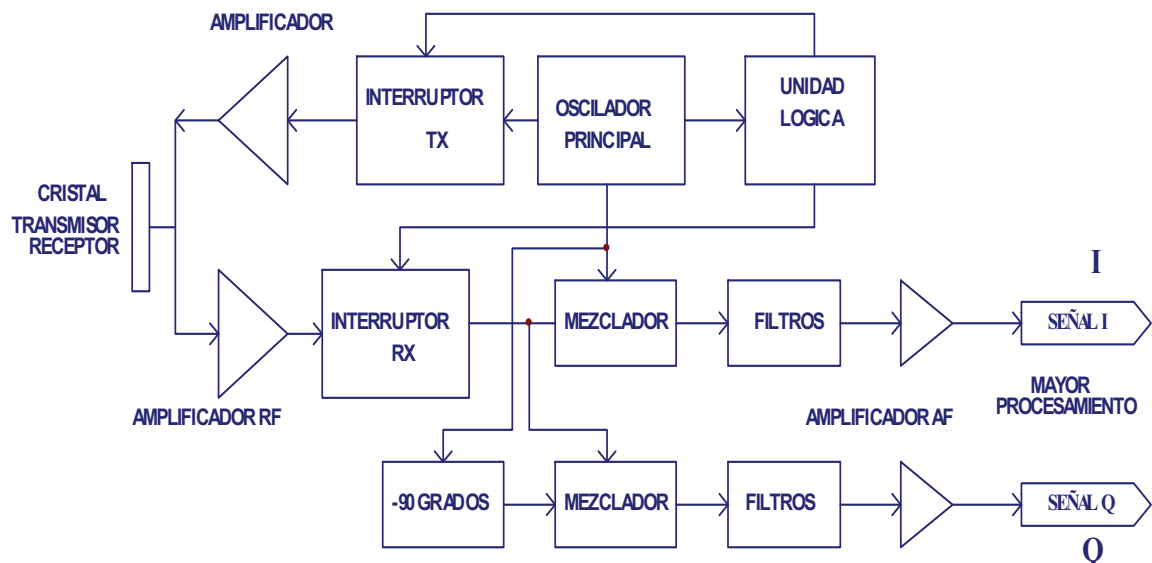 AMPLIFICADOR
INTERRUPTOR
TX
OSCILADOR
PRINCIPAL
UNIDAD
LOGICA
CRISTAL
TRANSMISOR
RECEPTOR
AMPLIFICADOR RF
INTERRUPTOR
RX
MEZCLADOR
FILTROS
I
SEÑAL I
MAYOR
PROCESAMIENTO
AMPLIFICADOR AF
-90 GRADOS
MEZCLADOR
FILTROS
SEÑAL Q
Q